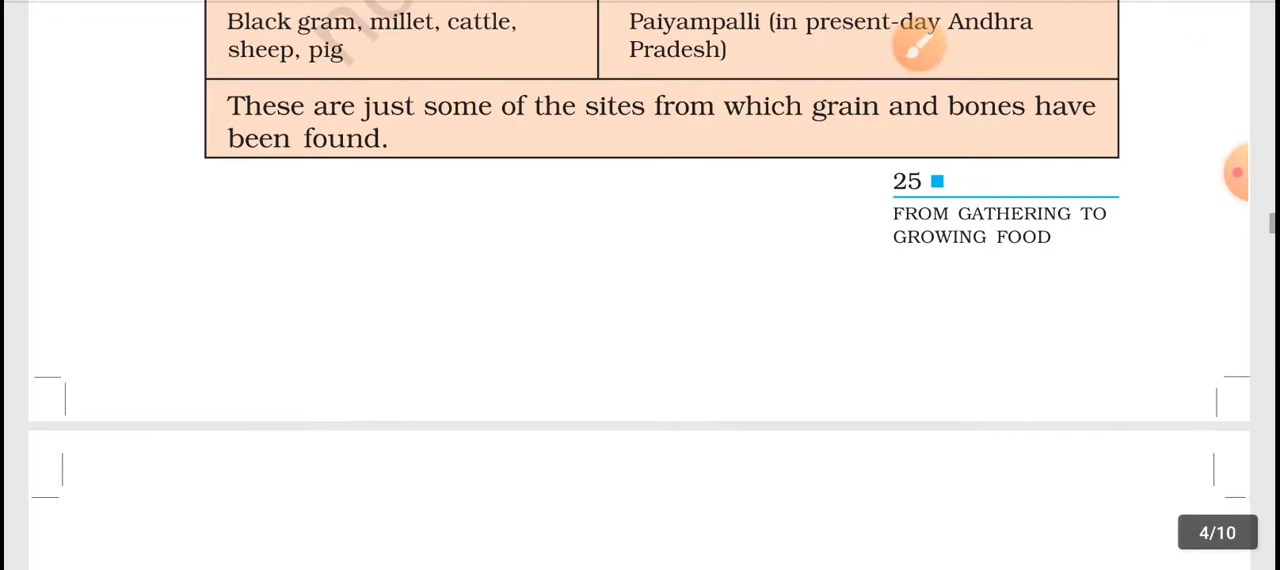 Black gram, millet, cattle,
sheep, pig
Paiyampalli (in present-day Andhra
Pradesh)
These are just some of the sites from which grain and bones have
been found.
25
FROM GATHERING TO
GROWING FOOD
4/10